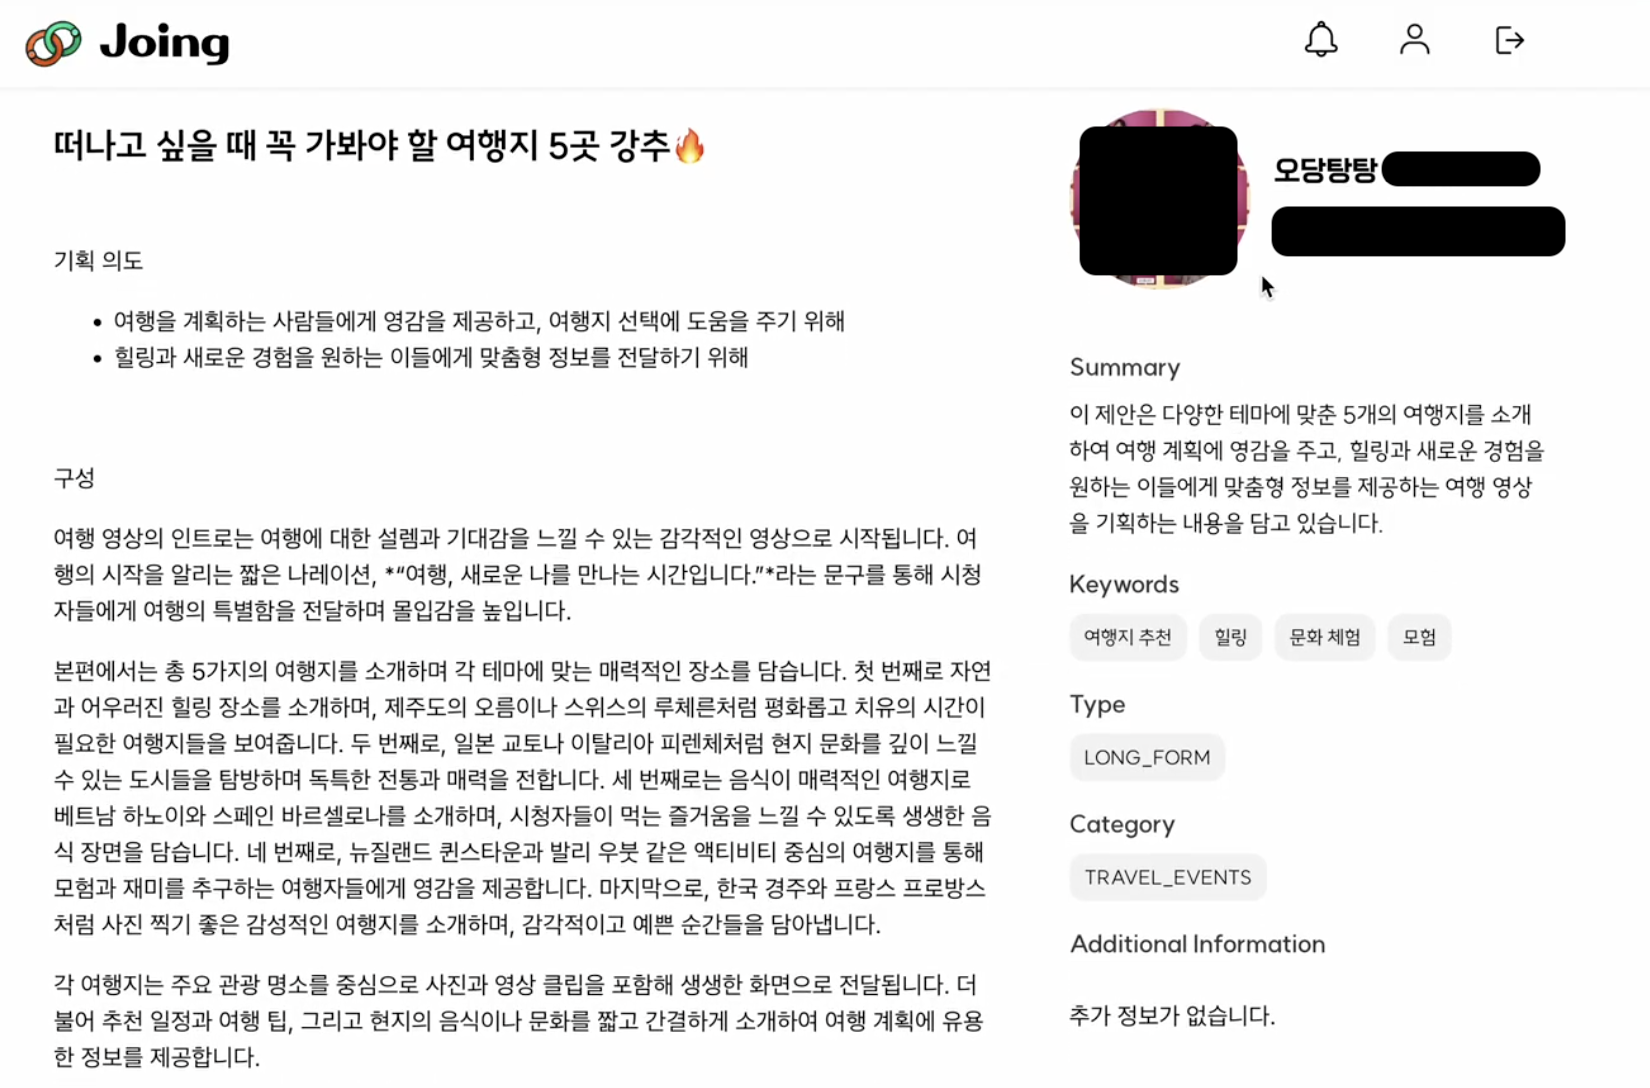 Joing
떠나고 싶을 때 꼭 가봐야 할 여행지 5곳 강추🔥
기획 의도
• 여행을 계획하는 사람들에게 영감을 제공하고, 여행지 선택에 도움을 주기 위해
• 힐링과 새로운 경험을 원하는 이들에게 맞춤형 정보를 전달하기 위해
구성
여행 영상의 인트로는 여행에 대한 설렘과 기대감을 느낄 수 있는 감각적인 영상으로 시작됩니다. 여
행의 시작을 알리는 짧은 나레이션, *“여행, 새로운 나를 만나는 시간입니다.”*라는 문구를 통해 시청
자들에게 여행의 특별함을 전달하며 몰입감을 높입니다.
본편에서는 총 5가지의 여행지를 소개하며 각 테마에 맞는 매력적인 장소를 담습니다. 첫 번째로 자연
과 어우러진 힐링 장소를 소개하며, 제주도의 오름이나 스위스의 루체른처럼 평화롭고 치유의 시간이
필요한 여행지들을 보여줍니다. 두 번째로, 일본 교토나 이탈리아 피렌체처럼 현지 문화를 깊이 느낄
수 있는 도시들을 탐방하며 독특한 전통과 매력을 전합니다. 세 번째로는 음식이 매력적인 여행지로
베트남 하노이와 스페인 바르셀로나를 소개하며, 시청자들이 먹는 즐거움을 느낄 수 있도록 생생한 음
식 장면을 담습니다. 네 번째로, 뉴질랜드 퀸스타운과 발리 우붓 같은 액티비티 중심의 여행지를 통해
모험과 재미를 추구하는 여행자들에게 영감을 제공합니다. 마지막으로, 한국 경주와 프랑스 프로방스
처럼 사진 찍기 좋은 감성적인 여행지를 소개하며, 감각적이고 예쁜 순간들을 담아냅니다.
각 여행지는 주요 관광 명소를 중심으로 사진과 영상 클립을 포함해 생생한 화면으로 전달됩니다. 더
불어 추천 일정과 여행 팁, 그리고 현지의 음식이나 문화를 짧고 간결하게 소개하여 여행 계획에 유용
한 정보를 제공합니다.
오당탕탕
Summary
이 제안은 다양한 테마에 맞춘 5개의 여행지를 소개
하여 여행 계획에 영감을 주고, 힐링과 새로운 경험을
원하는 이들에게 맞춤형 정보를 제공하는 여행 영상
을 기획하는 내용을 담고 있습니다.
Keywords
여행지 추천 힐링 문화 체험 모험
Type
LONG_FORM
Category
TRAVEL_EVENTS
Additional Information
추가 정보가 없습니다.